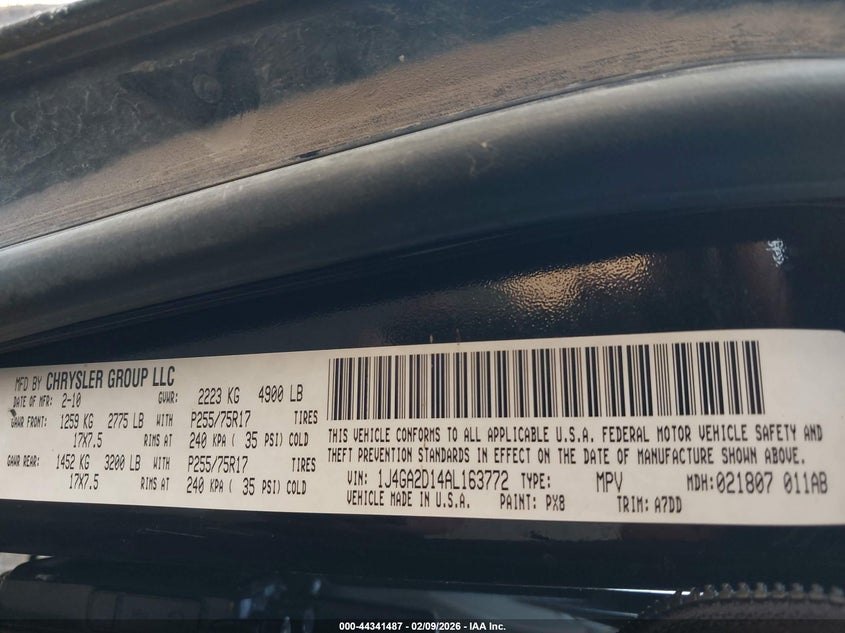 MFD BY CHRYSLER GROUP LLC
DATE OF MFR: 2-10 GVWR: 2223 KG 4900 LB
GAWR FRONT: 1259 KG 2775 LB WITH P255/75R17 TIRES
17X7.5 RIMS AT 240 KPA ( 35 PSI) COLD
GAWR REAR: 1452 KG 3200 LB WITH P255/75R17 TIRES
17X7.5 RIMS AT 240 KPA ( 35 PSI) COLD
THIS VEHICLE CONFORMS TO ALL APPLICABLE U.S.A. FEDERAL MOTOR VEHICLE SAFETY AND
THEFT PREVENTION STANDARDS IN EFFECT ON THE DATE OF MANUFACTURE SHOWN ABOVE.
VIN: 1J4GA2D14AL163772 TYPE: MPV MDH:021807 011AB
VEHICLE MADE IN U.S.A. PAINT: PX8 TRIM: A7DD
000-44341487 - 02/09/2026 - IAA Inc.